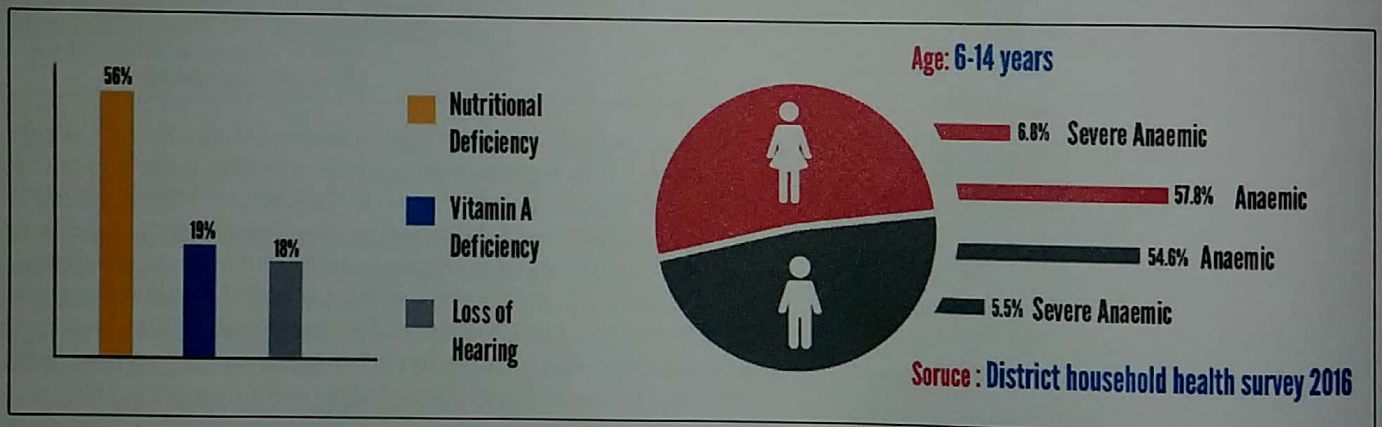 56%
19%
18%
Nutritional
Deficiency
Vitamin A
Deficiency
Loss of
Hearing
Age: 6-14 years
6.8% Severe Anaemic
57.8% Anaemic
54.6% Anaemic
5.5% Severe Anaemic
Soruce : District household health survey 2016